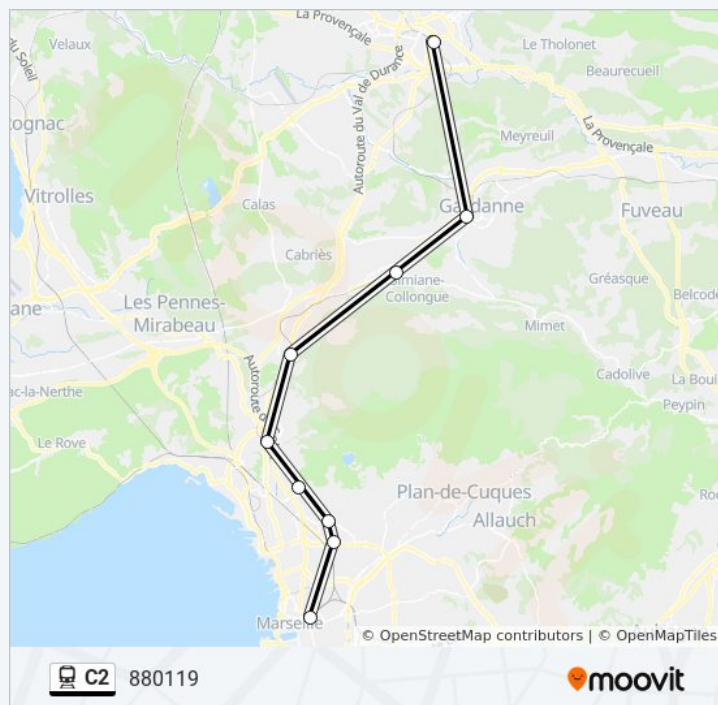 La Provençale
Velaux
Le Tholonet
du Soleil
Beaurecueil
ognac
Autoroute du Val de Durance
La Provençale
Meyreuil
Vitrolles
Calas
Gardanne
Fuveau
Cabriès
Simiane-
Collongue
Gréasque
ane
Les Pennes-
Mirabeau
Belcode
Mimet
Autoroute
Cadolive
La Boui
ac-la-Nerthe
Peypin
Le Rove
Plan-de-Cuques
Allauch
Marseille
© OpenStreetMap contributors | © OpenMapTiles
C2 880119
moovit